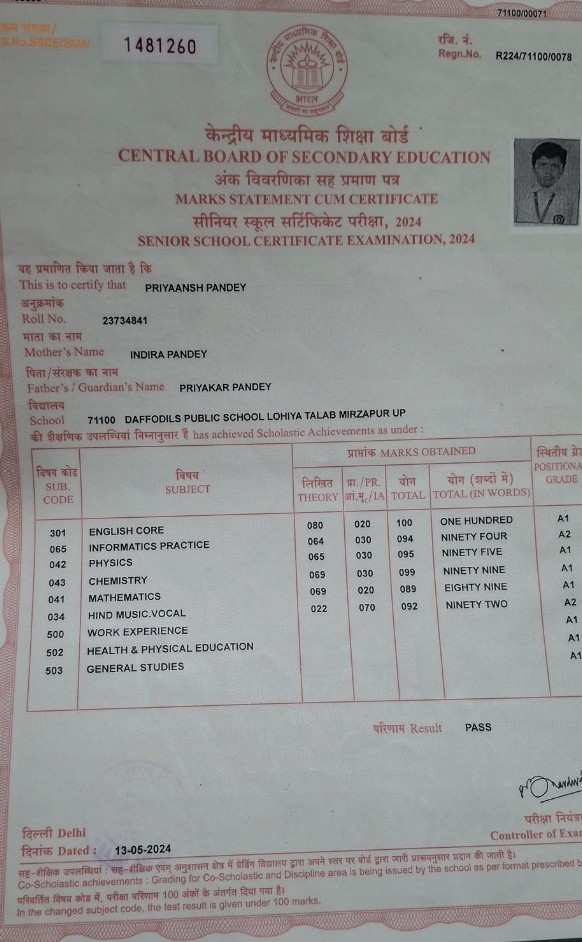 71100/00071
1481260
रजि. नं.
Regn.No. R224/71100/0078
भारत
केन्द्रीय माध्यमिक शिक्षा बोर्ड
CENTRAL BOARD OF SECONDARY EDUCATION
अंक विवरणिका सह प्रमाण पत्र
MARKS STATEMENT CUM CERTIFICATE
सीनियर स्कूल सर्टिफिकेट परीक्षा, 2024
SENIOR SCHOOL CERTIFICATE EXAMINATION, 2024
यह प्रमाणित किया जाता है कि
This is to certify that PRIYAANSH PANDEY
अनुक्रमांक
Roll No. 23734841
माता का नाम
Mother's Name INDIRA PANDEY
पिता/संरक्षक का नाम
Father's / Guardian's Name PRIYAKAR PANDEY
विद्यालय
School 71100 DAFFODILS PUBLIC SCHOOL LOHIYA TALAB MIRZAPUR UP
की शैक्षणिक उपलब्धियां निम्नानुसार हैं has achieved Scholastic Achievements as under :
विषय कोड SUB. CODE
विषय SUBJECT
प्राप्तांक MARKS OBTAINED
लिखित THEORY
प्रा./PR. आं.मू./IA
योग TOTAL
योग (शब्दों में) TOTAL (IN WORDS)
स्थितीय ग्रे
POSITIONA
GRADE
301 ENGLISH CORE 080 020 100 ONE HUNDRED A1
065 INFORMATICS PRACTICE 064 030 094 NINETY FOUR A2
042 PHYSICS 065 030 095 NINETY FIVE A1
043 CHEMISTRY 069 030 099 NINETY NINE A1
041 MATHEMATICS 069 020 089 EIGHTY NINE A1
034 HIND MUSIC.VOCAL 022 070 092 NINETY TWO A2
500 WORK EXPERIENCE A1
502 HEALTH & PHYSICAL EDUCATION A1
503 GENERAL STUDIES A1
परिणाम Result PASS
दिल्ली Delhi
परीक्षा नियंत्र
Controller of Exa
दिनांक Dated : 13-05-2024
सह-शैक्षिक उपलब्धियां : सह-शैक्षिक एवम् अनुशासन क्षेत्र में ग्रेडिंग विद्यालय द्वारा अपने स्तर पर बोर्ड द्वारा जारी प्रारूपनुसार प्रदान की जाती है।
Co-Scholastic achievements : Grading for Co-Scholastic and Discipline area is being issued by the school as per format prescribed b
परिवर्तित विषय कोड में, परीक्षा परिणाम 100 अंकों के अंतर्गत दिया गया है।
In the changed subject code, the test result is given under 100 marks.